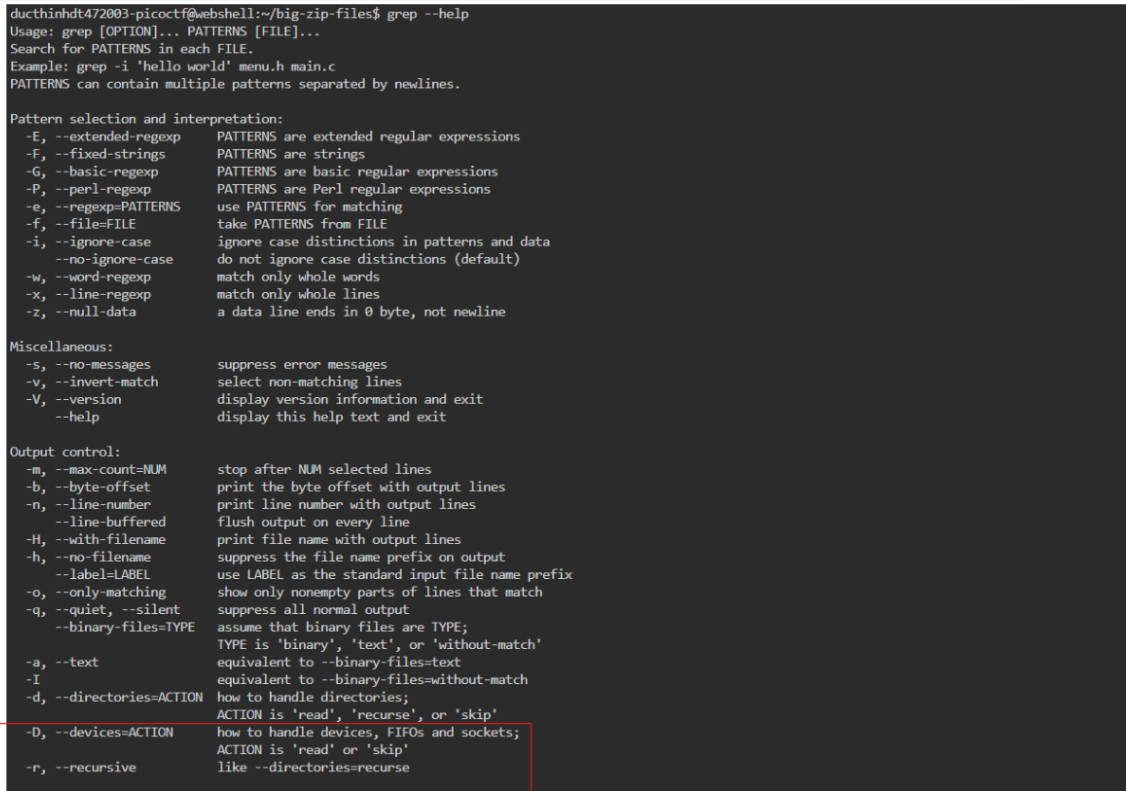 ducthinhdt472003-picoctf@webshell:~/big-zip-files$ grep --help
Usage: grep [OPTION]... PATTERNS [FILE]...
Search for PATTERNS in each FILE.
Example: grep -i 'hello world' menu.h main.c
PATTERNS can contain multiple patterns separated by newlines.

Pattern selection and interpretation:
  -E, --extended-regexp     PATTERNS are extended regular expressions
  -F, --fixed-strings       PATTERNS are strings
  -G, --basic-regexp        PATTERNS are basic regular expressions
  -P, --perl-regexp         PATTERNS are Perl regular expressions
  -e, --regexp=PATTERNS     use PATTERNS for matching
  -f, --file=FILE           take PATTERNS from FILE
  -i, --ignore-case         ignore case distinctions in patterns and data
      --no-ignore-case      do not ignore case distinctions (default)
  -w, --word-regexp         match only whole words
  -x, --line-regexp         match only whole lines
  -z, --null-data           a data line ends in 0 byte, not newline

Miscellaneous:
  -s, --no-messages         suppress error messages
  -v, --invert-match        select non-matching lines
  -V, --version             display version information and exit
      --help                display this help text and exit

Output control:
  -m, --max-count=NUM       stop after NUM selected lines
  -b, --byte-offset         print the byte offset with output lines
  -n, --line-number         print line number with output lines
      --line-buffered       flush output on every line
  -H, --with-filename       print file name with output lines
  -h, --no-filename         suppress the file name prefix on output
      --label=LABEL         use LABEL as the standard input file name prefix
  -o, --only-matching       show only nonempty parts of lines that match
  -q, --quiet, --silent     suppress all normal output
      --binary-files=TYPE   assume that binary files are TYPE;
                            TYPE is 'binary', 'text', or 'without-match'
  -a, --text                equivalent to --binary-files=text
  -I                        equivalent to --binary-files=without-match
  -d, --directories=ACTION  how to handle directories;
                            ACTION is 'read', 'recurse', or 'skip'
  -D, --devices=ACTION      how to handle devices, FIFOs and sockets;
                            ACTION is 'read' or 'skip'
  -r, --recursive           like --directories=recurse